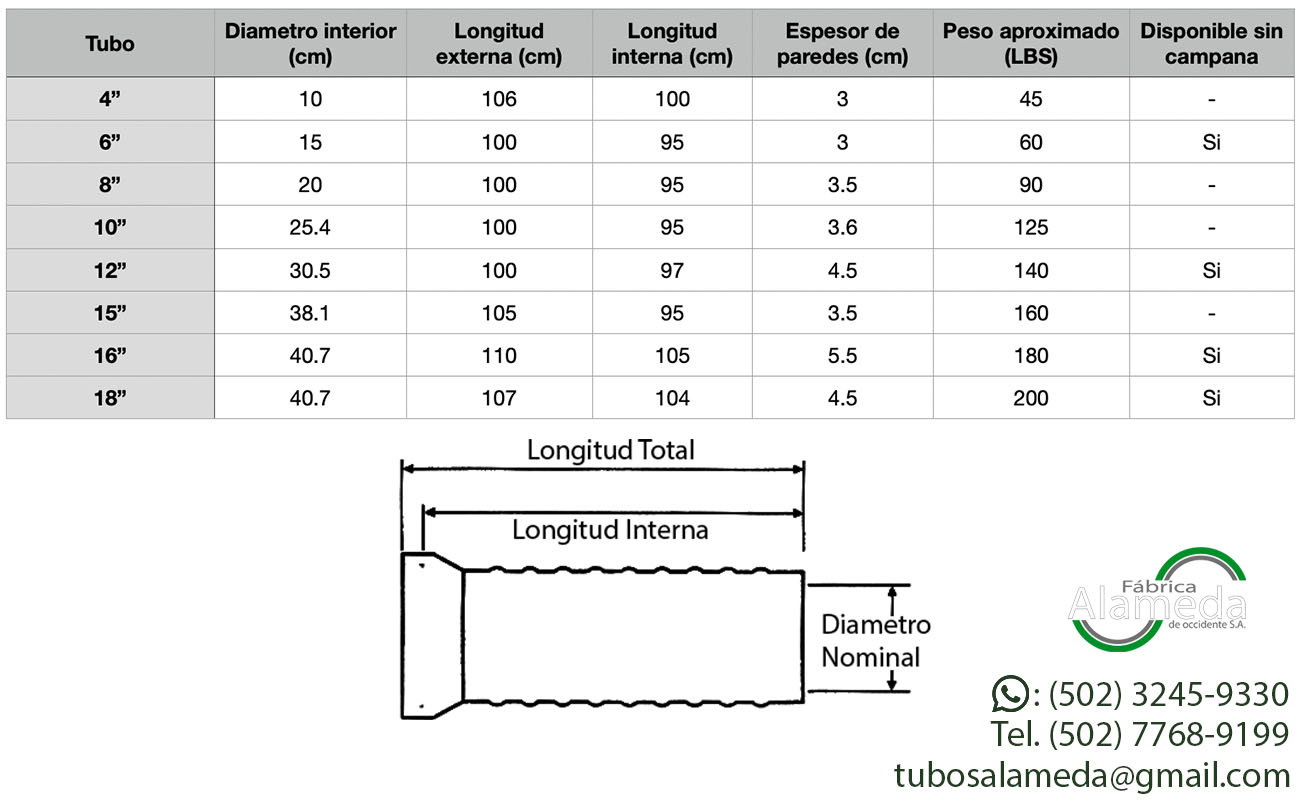 Tubo Diametro interior (cm) Longitud externa (cm) Longitud interna (cm) Espesor de paredes (cm) Peso aproximado (LBS) Disponible sin campana
4” 10 106 100 3 45 -
6” 15 100 95 3 60 Si
8” 20 100 95 3.5 90 -
10” 25.4 100 95 3.6 125 -
12” 30.5 100 97 4.5 140 Si
15” 38.1 105 95 3.5 160 -
16” 40.7 110 105 5.5 180 Si
18” 40.7 107 104 4.5 200 Si
Longitud Total
Longitud Interna
Diametro
Nominal
Fábrica
Alameda
de occidente S.A.
: (502) 3245-9330
Tel. (502) 7768-9199
tubosalameda@gmail.com